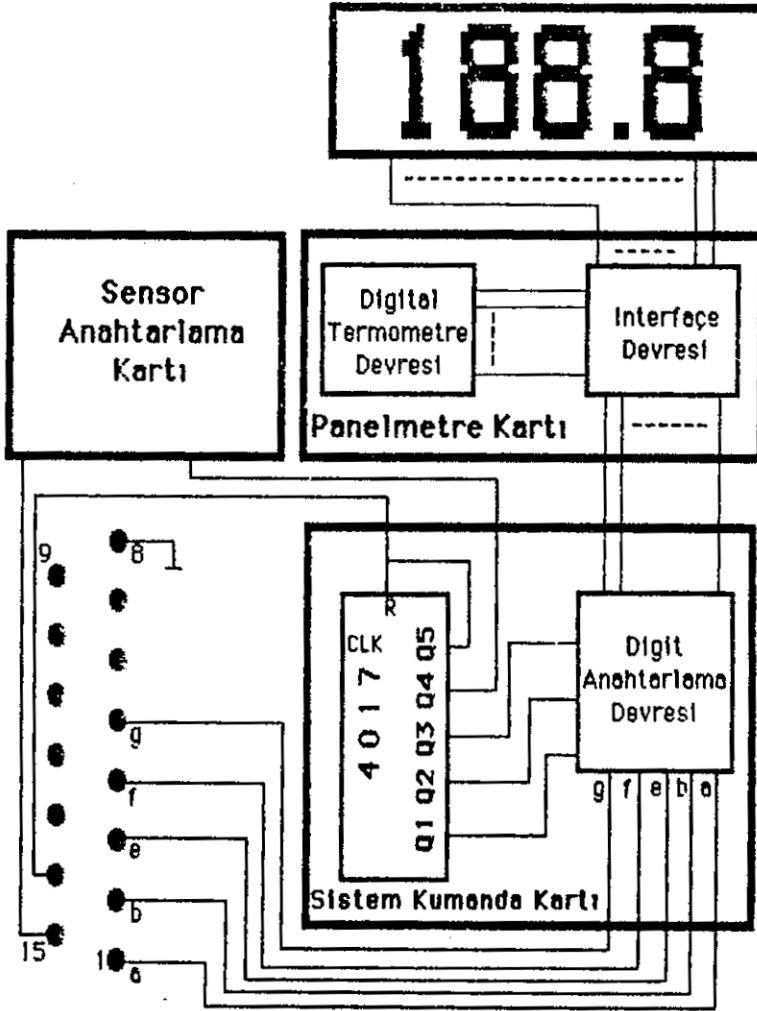 188.8
Sensor
Anahtarlama
Kartı
Digital
Termometre
Devresi
Interface
Devresi
Panelmetre Kartı
9
8
g
f
e
b
15
1
a
R
CLK
4017
Q5
Q4
Q3
Q2
Q1
Digit
Anahtarlama
Devresi
g f e b a
Sistem Kumanda Kartı